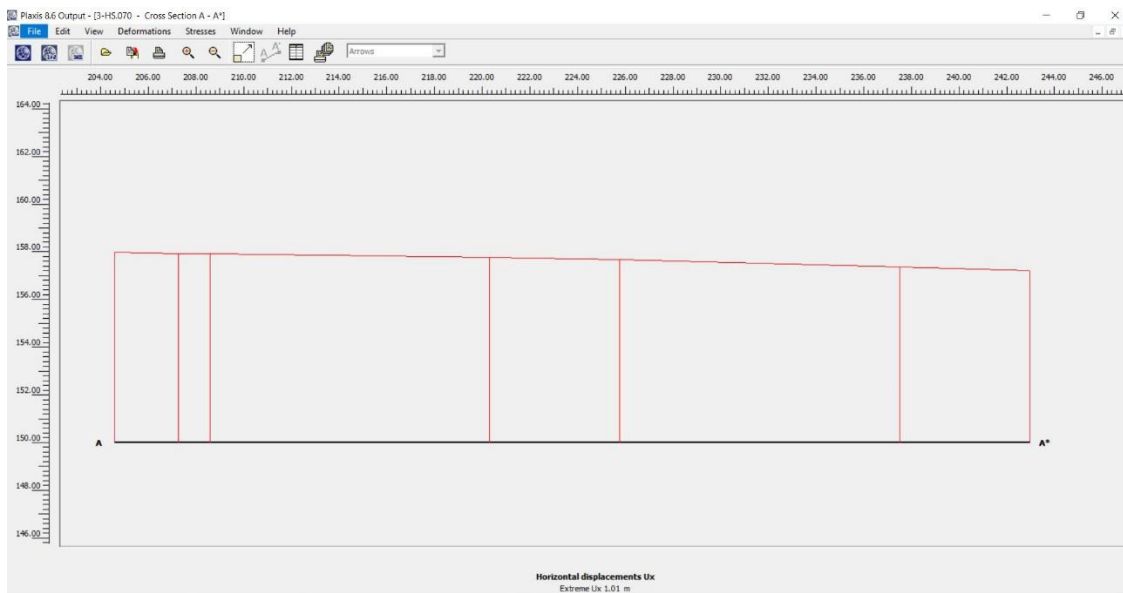 Plaxis 8.6 Output - [3-HS.070 - Cross Section A - A*]
File Edit View Deformations Stresses Window Help
Arrows
204.00 206.00 208.00 210.00 212.00 214.00 216.00 218.00 220.00 222.00 224.00 226.00 228.00 230.00 232.00 234.00 236.00 238.00 240.00 242.00 244.00 246.00
164.00
162.00
160.00
158.00
156.00
154.00
152.00
150.00
A A*
148.00
146.00
Horizontal displacements Ux
Extreme Ux 1.01 m